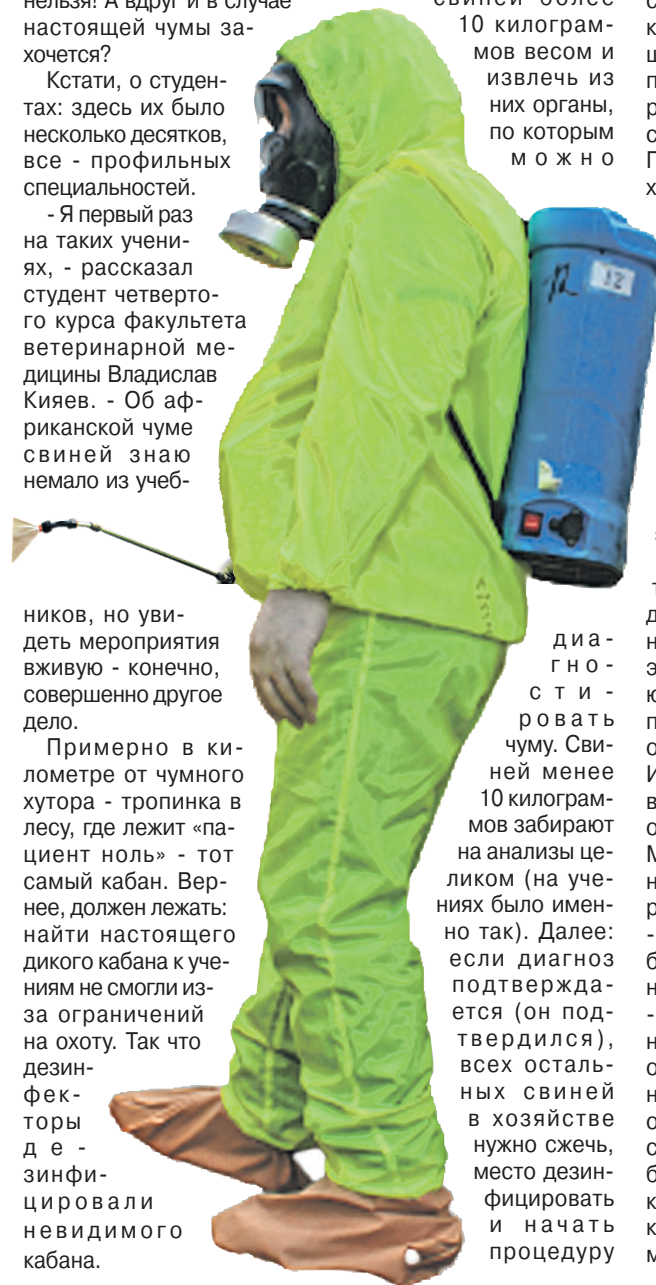 нельзя! А вдруг и в случае
настоящей чумы за-
хочется?
Кстати, о студен-
тах: здесь их было
несколько десятков,
все - профильных
специальностей.
- Я первый раз
на таких учени-
ях, - рассказал
студент четверто-
го курса факультета
ветеринарной ме-
дицины Владислав
Кияев. - Об аф-
риканской чуме
свиней знаю
немало из учеб-
ников, но уви-
деть мероприятия
вживую - конечно,
совершенно другое
дело.
Примерно в ки-
лометре от чумного
хутора - тропинка в
лесу, где лежит «па-
циент ноль» - тот
самый кабан. Вер-
нее, должен лежать:
найти настоящего
дикого кабана к уче-
ниям не смогли из-
за ограничений
на охоту. Так что
дезин-
фек-
торы
де-
зинфи-
цировали
невидимого
кабана.
свиней более
10 килограм-
мов весом и
извлечь из
них органы,
по которым
можно
12
диа-
гно-
сти-
ровать
чуму. Сви-
ней менее
10 килограм-
мов забирают
на анализы це-
ликом (на уче-
ниях было имен-
но так). Далее:
если диагноз
подтвержда-
ется (он под-
твердился),
всех осталь-
ных свиней
в хозяйстве
нужно сжечь,
место дезин-
фицировать
и начать
процедуру